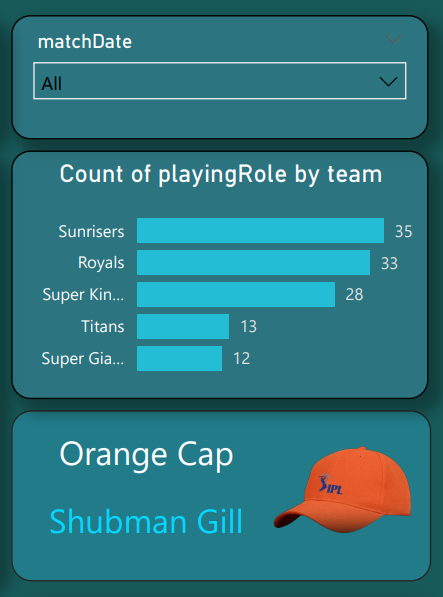 matchDate
All
Count of playingRole by team
Sunrisers 35
Royals 33
Super Kin... 28
Titans 13
Super Gia... 12
Orange Cap
Shubman Gill
IPL